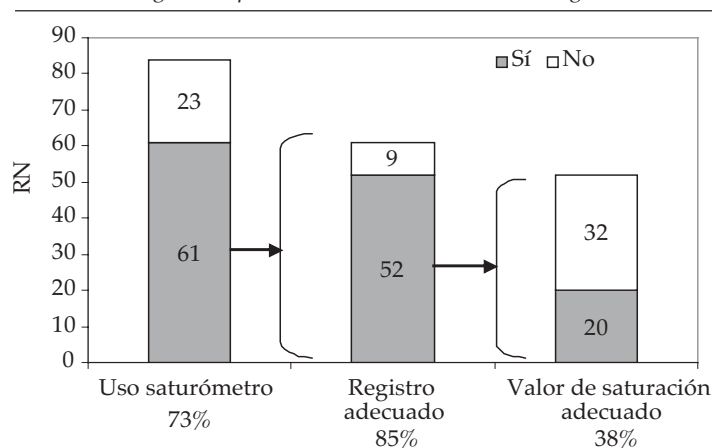 90
80
70
60
50
40
30
20
10
0
RN
Sí No
23
61
9
52
32
20
Uso saturómetro
73%
Registro
adecuado
85%
Valor de saturación
adecuado
38%